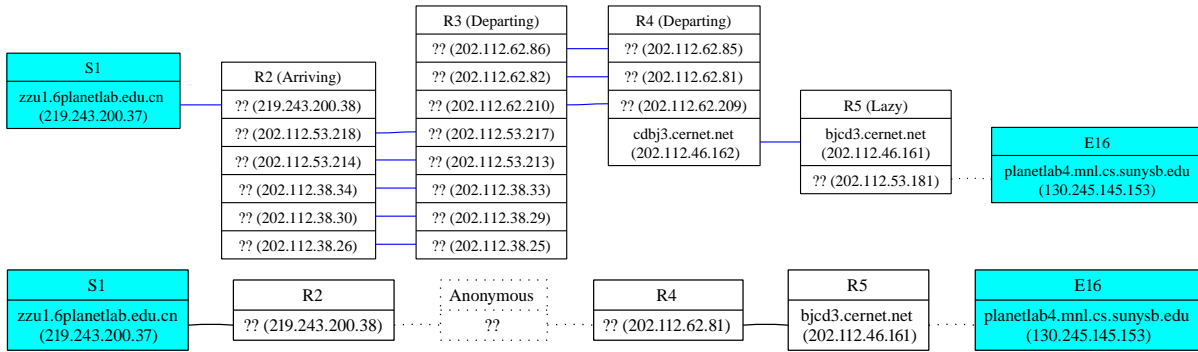 S1
zzu1.6planetlab.edu.cn
(219.243.200.37)
R2 (Arriving)
?? (219.243.200.38)
?? (202.112.53.218)
?? (202.112.53.214)
?? (202.112.38.34)
?? (202.112.38.30)
?? (202.112.38.26)
R3 (Departing)
?? (202.112.62.86)
?? (202.112.62.82)
?? (202.112.62.210)
?? (202.112.53.217)
?? (202.112.53.213)
?? (202.112.38.33)
?? (202.112.38.29)
?? (202.112.38.25)
R4 (Departing)
?? (202.112.62.85)
?? (202.112.62.81)
?? (202.112.62.209)
cdbj3.cernet.net
(202.112.46.162)
R5 (Lazy)
bjcd3.cernet.net
(202.112.46.161)
?? (202.112.53.181)
E16
planetlab4.mnl.cs.sunysb.edu
(130.245.145.153)
S1
zzu1.6planetlab.edu.cn
(219.243.200.37)
R2
?? (219.243.200.38)
Anonymous
??
R4
?? (202.112.62.81)
R5
bjcd3.cernet.net
(202.112.46.161)
E16
planetlab4.mnl.cs.sunysb.edu
(130.245.145.153)